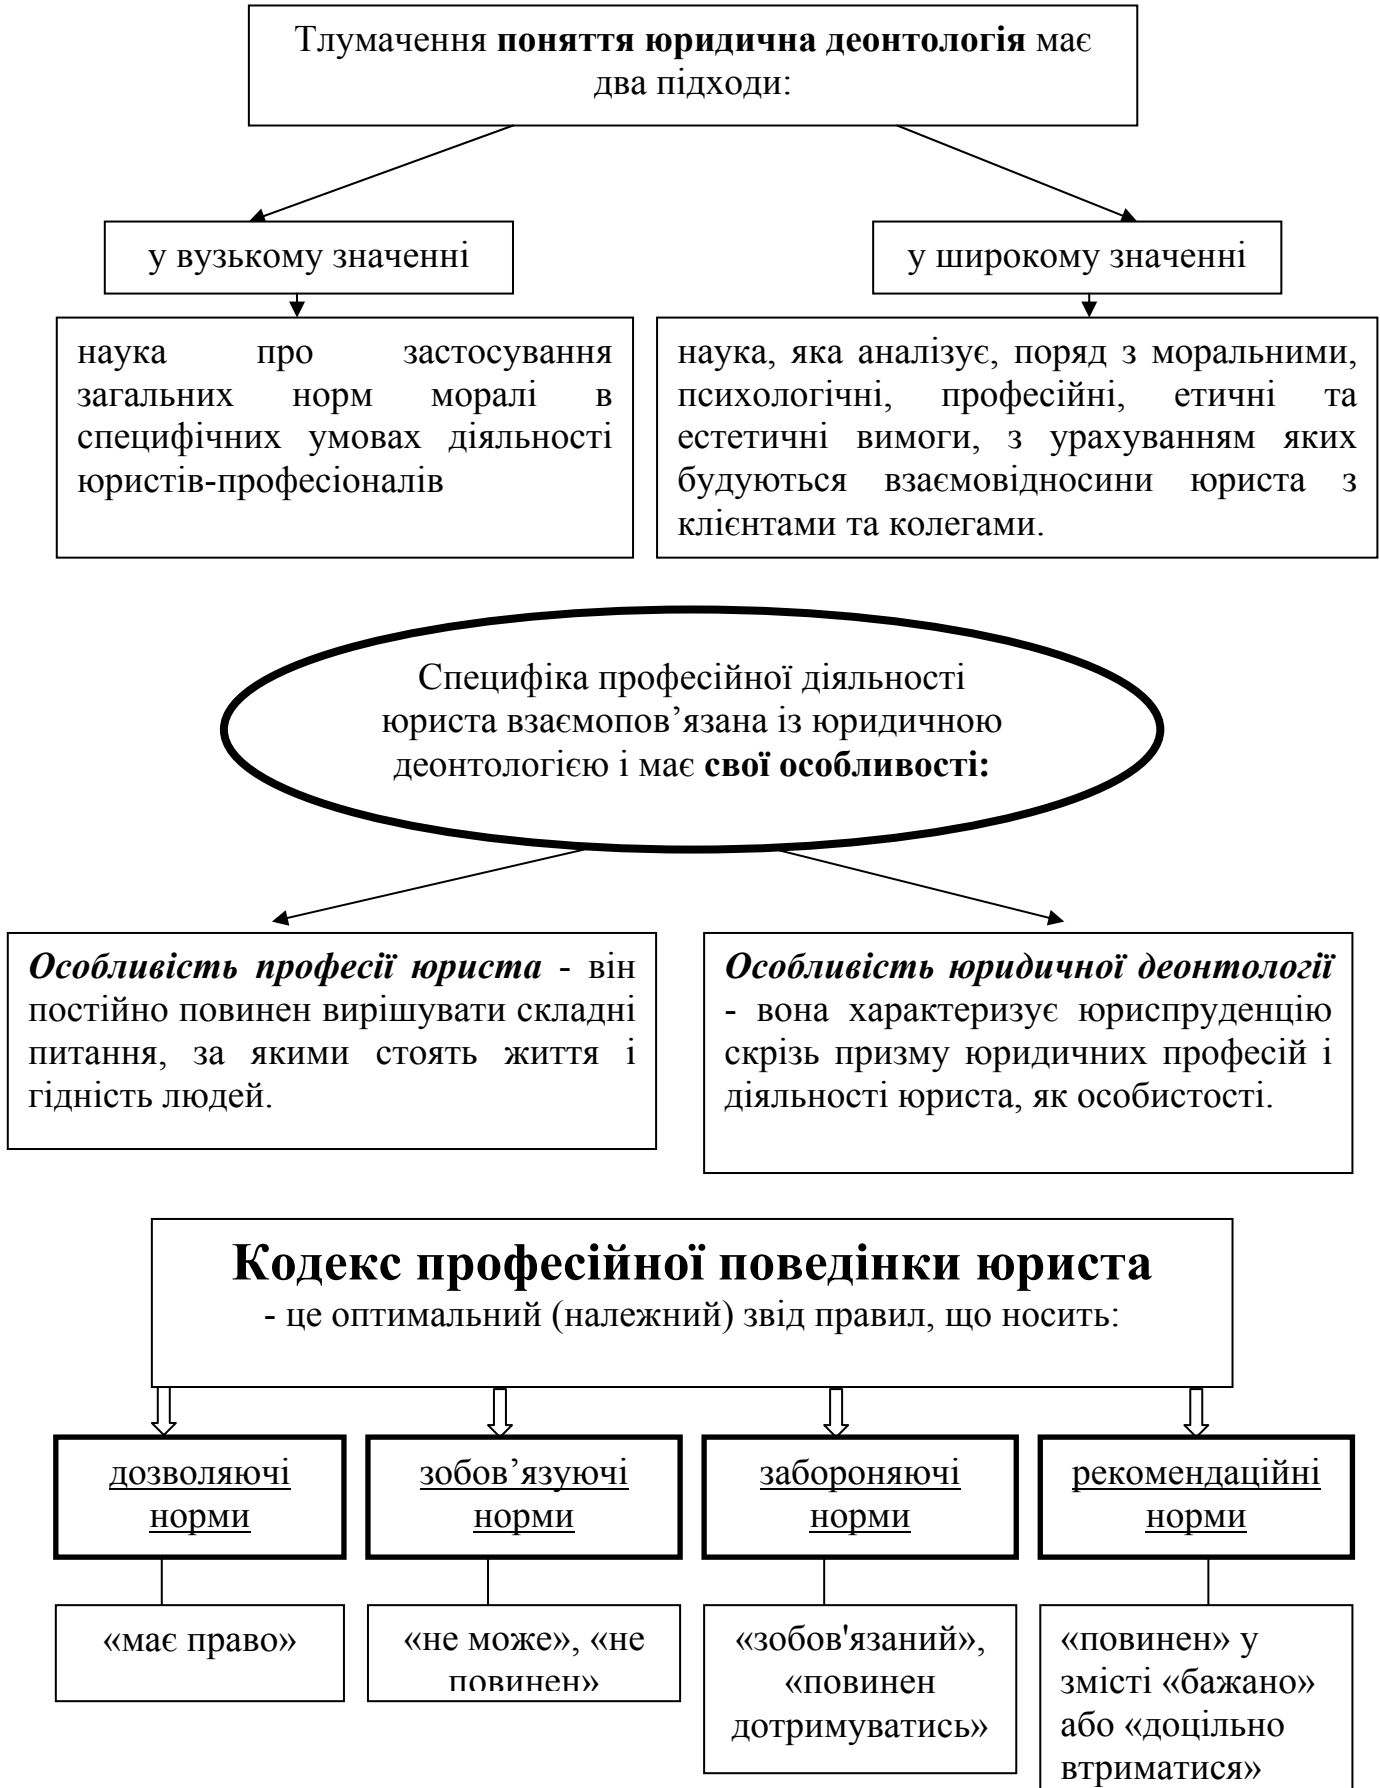 Тлумачення поняття юридична деонтологія має
два підходи:
у вузькому значенні
у широкому значенні
наука про застосування
загальних норм моралі в
специфічних умовах діяльності
юристів-професіоналів
наука, яка аналізує, поряд з моральними,
психологічні, професійні, етичні та
естетичні вимоги, з урахуванням яких
будуються взаємовідносини юриста з
клієнтами та колегами.
Специфіка професійної діяльності
юриста взаємопов’язана із юридичною
деонтологією і має свої особливості:
Особливість професії юриста - він
постійно повинен вирішувати складні
питання, за якими стоять життя і
гідність людей.
Особливість юридичної деонтології
- вона характеризує юриспруденцію
скрізь призму юридичних професій і
діяльності юриста, як особистості.
Кодекс професійної поведінки юриста
- це оптимальний (належний) звід правил, що носить:
дозволяючі
норми
зобов’язуючі
норми
забороняючі
норми
рекомендаційні
норми
«має право»
«не може», «не
повинен»
«зобов'язаний»,
«повинен
дотримуватись»
«повинен» у
змісті «бажано»
або «доцільно
втриматися»